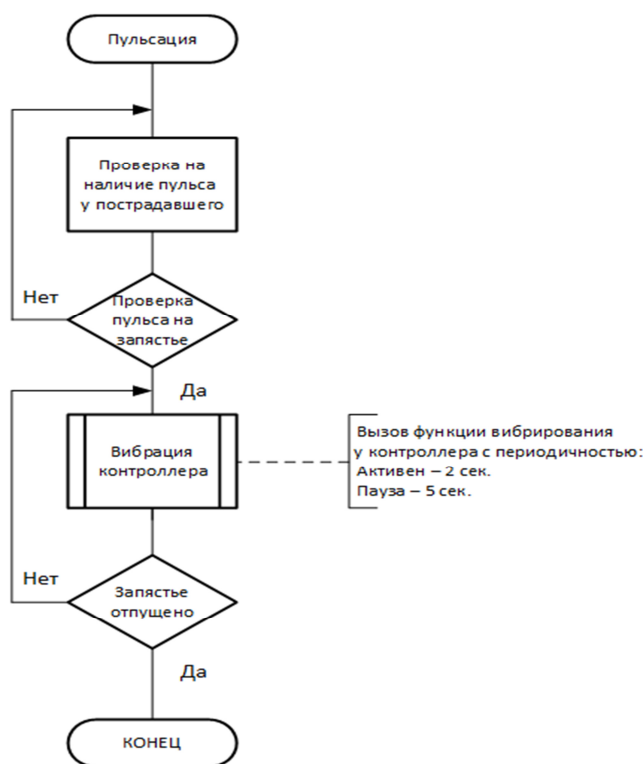 Пульсация
Проверка на
наличие пульса
у пострадавшего
Нет
Проверка
пульса на
запястье
Да
Вибрация
контроллера
Вызов функции вибрирования
у контроллера с периодичностью:
Активен – 2 сек.
Пауза – 5 сек.
Нет
Запястье
отпущено
Да
КОНЕЦ